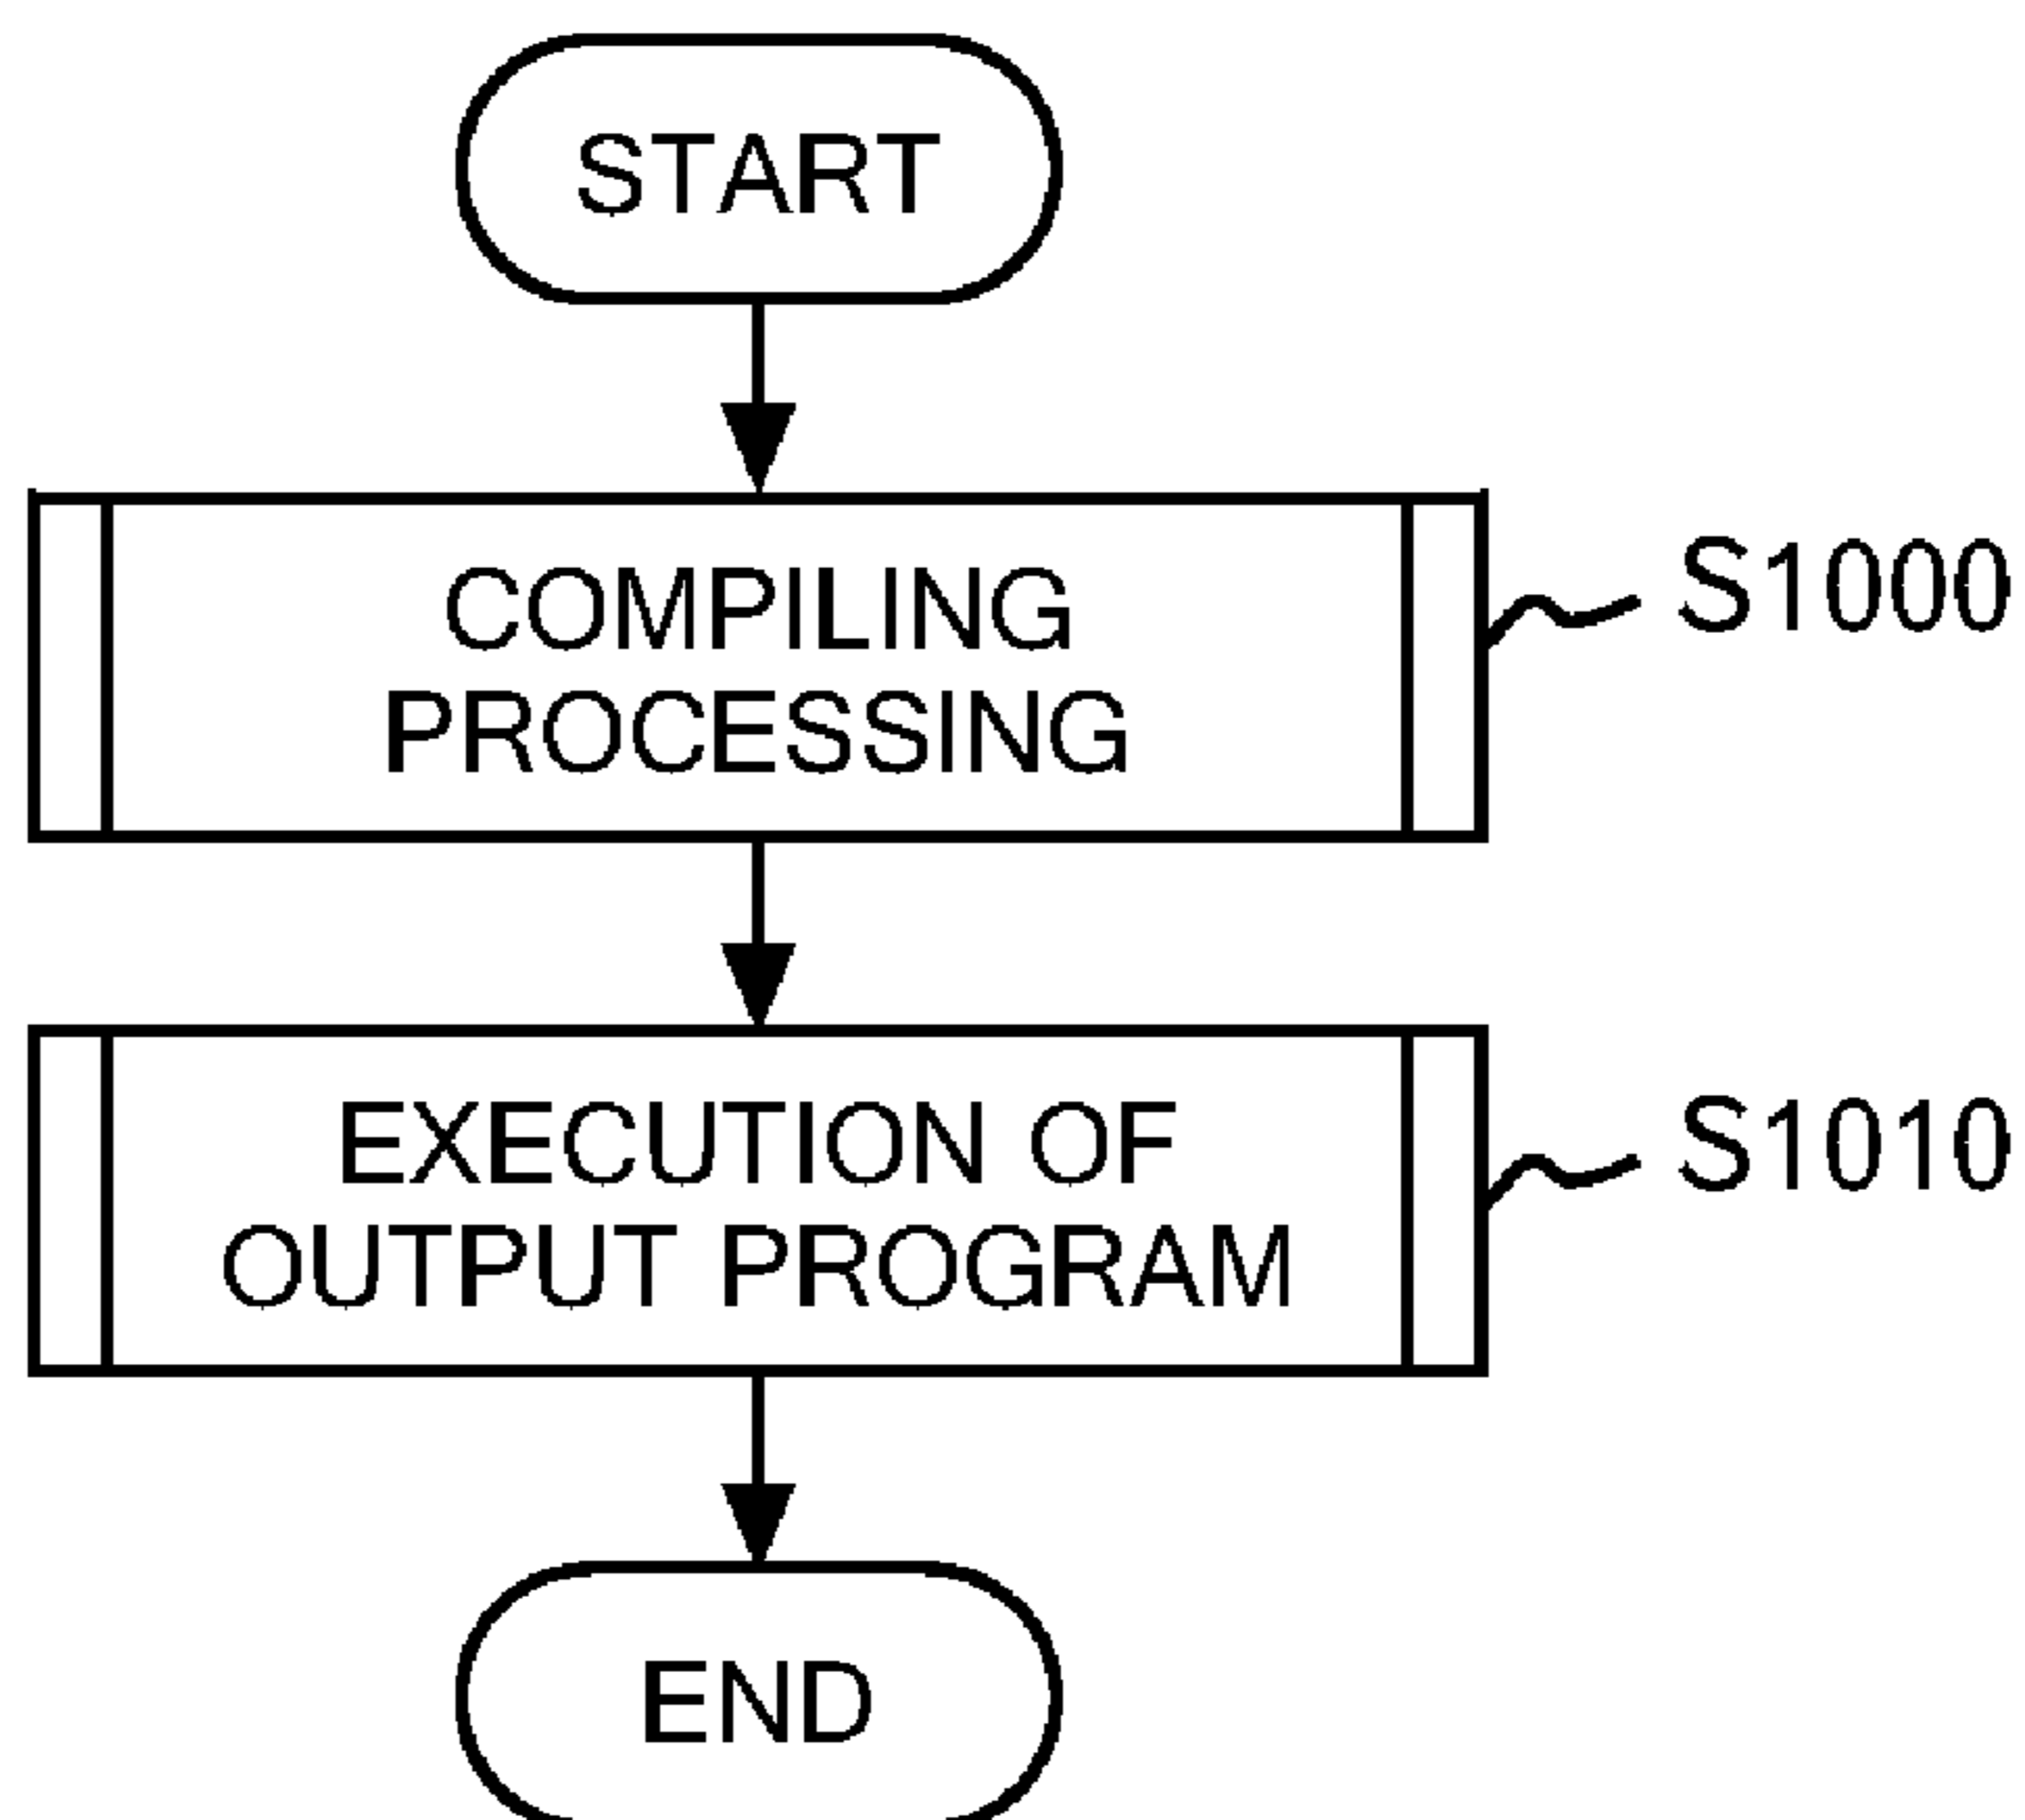 START
COMPILING
PROCESSING
S1000
EXECUTION OF
OUTPUT PROGRAM
S1010
END